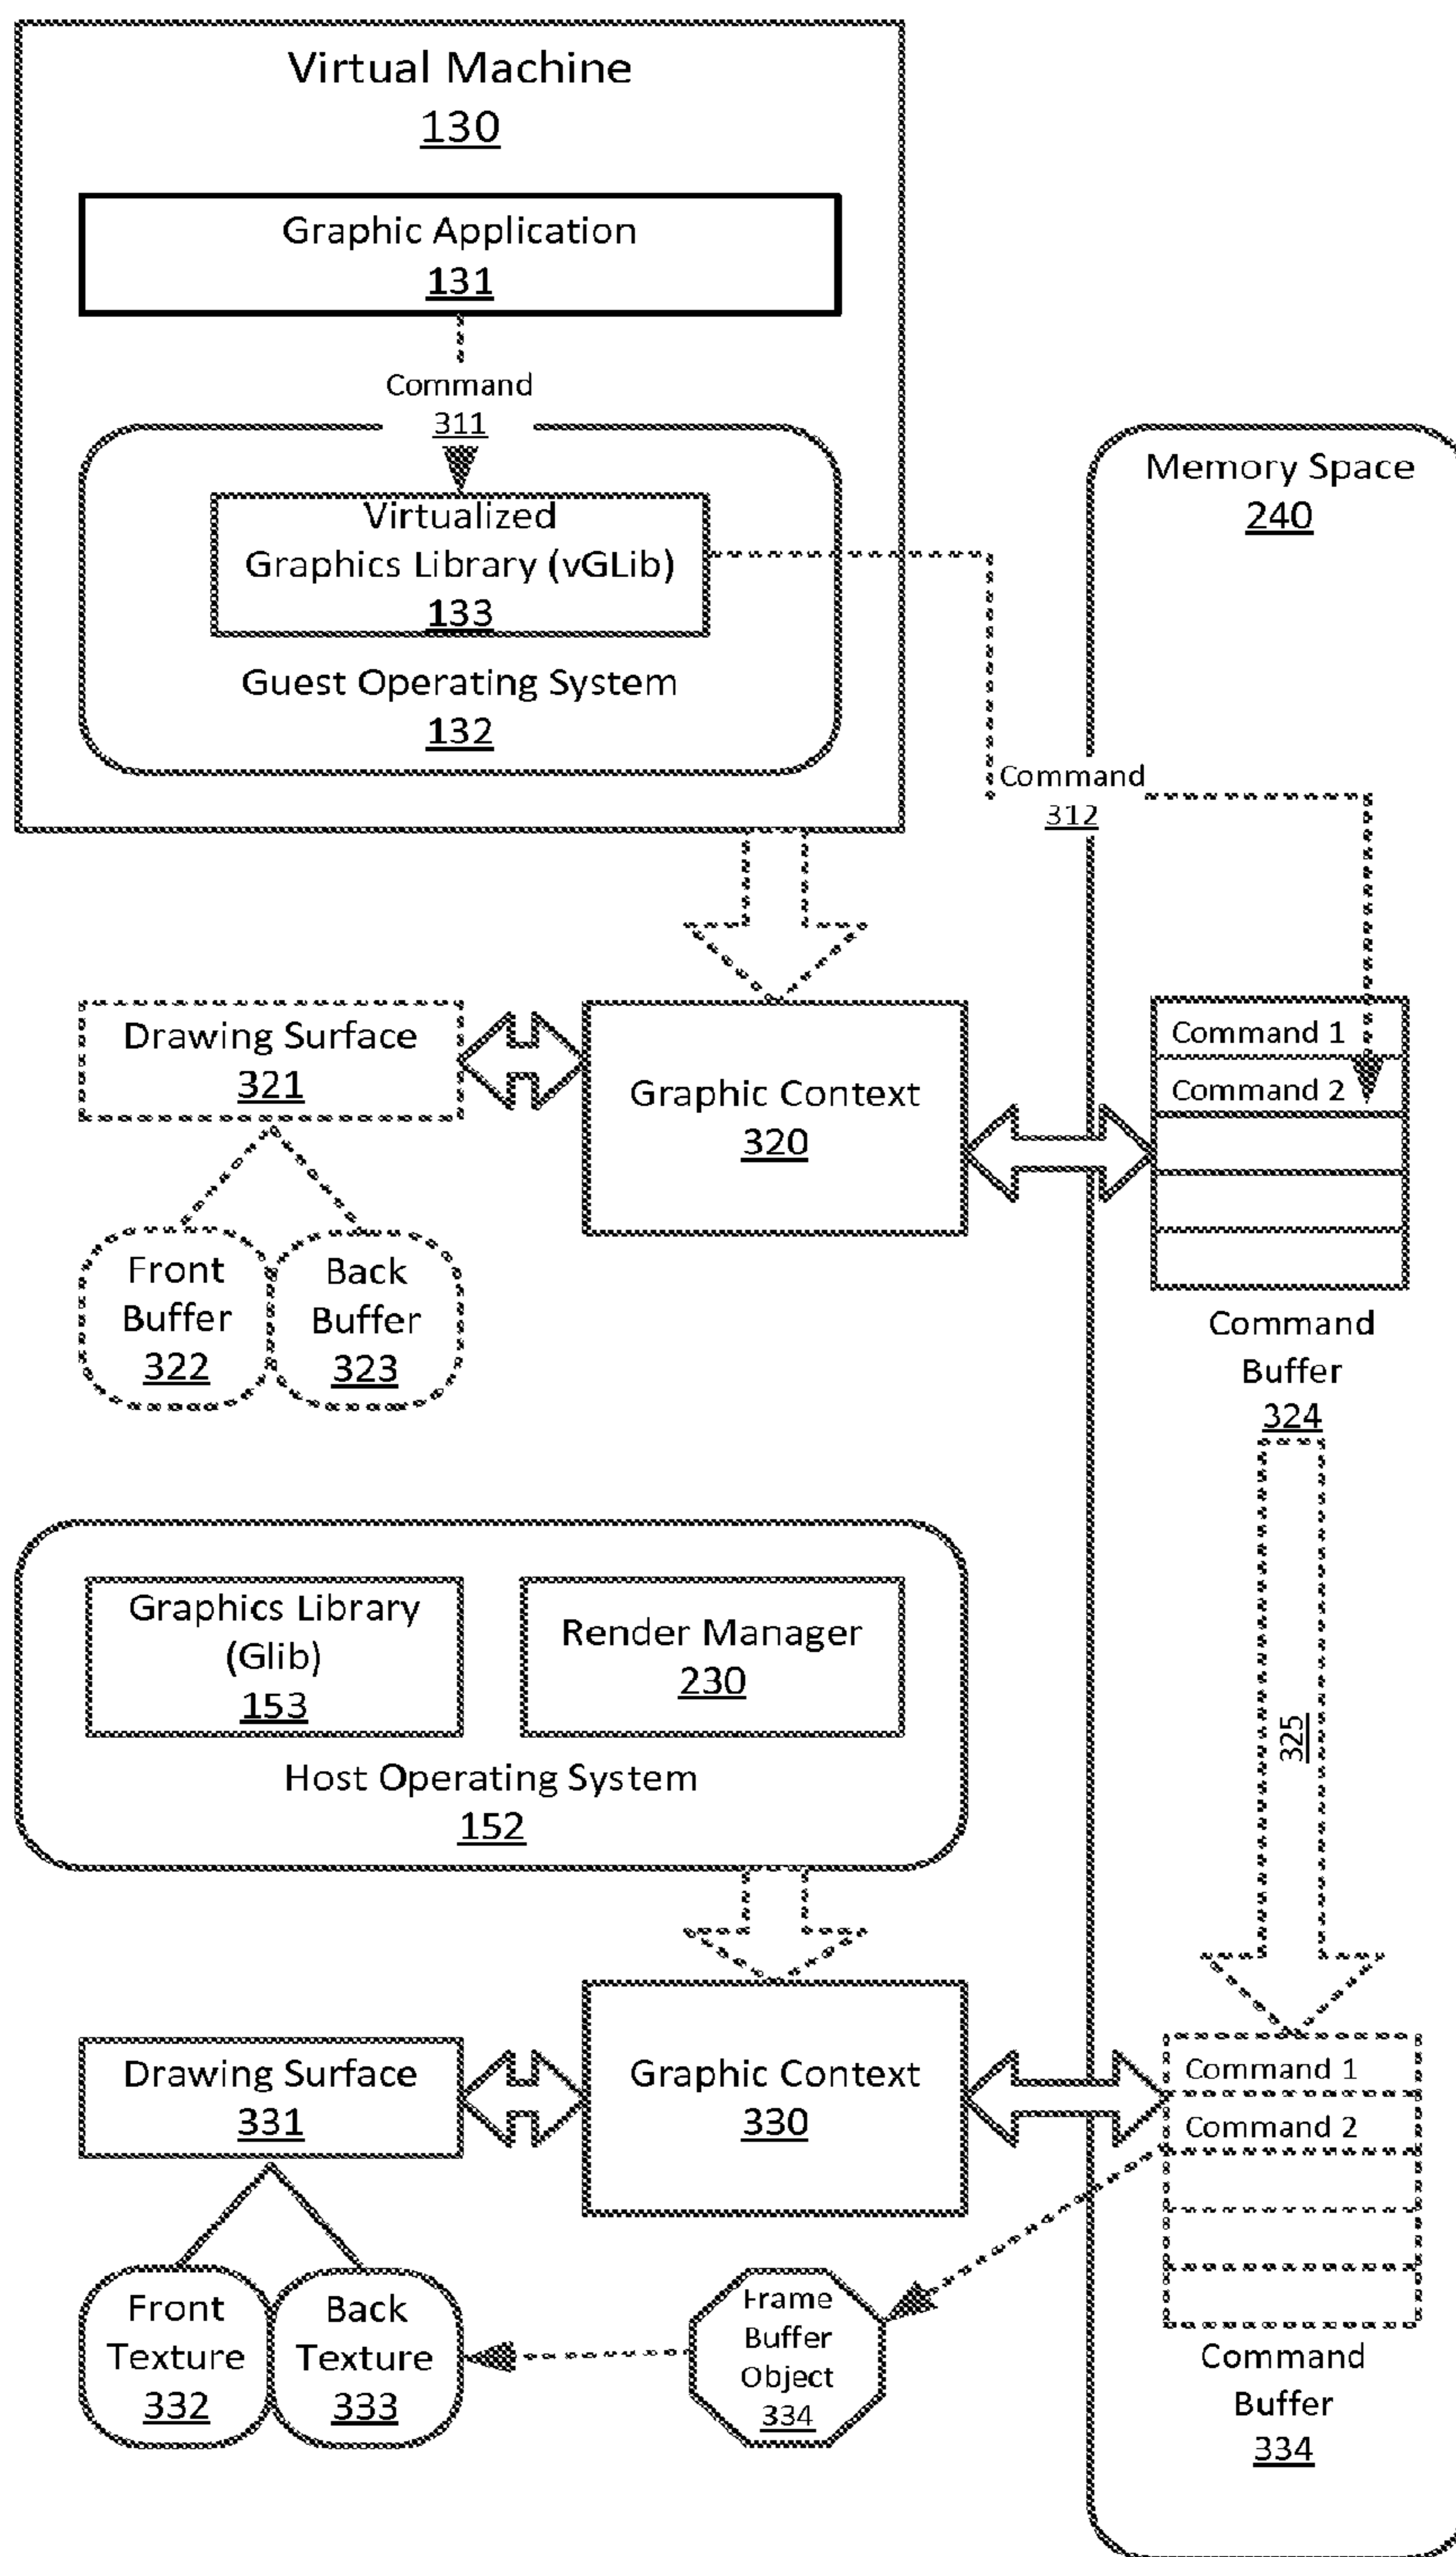 Virtual Machine
130
Graphic Application
131
Command
311
Virtualized
Graphics Library (vGLib)
133
Guest Operating System
132
Memory Space
240
Command
312
Drawing Surface
321
Front
Buffer
322
Back
Buffer
323
Graphic Context
320
Command 1
Command 2
Command
Buffer
324
325
Graphics Library
(Glib)
153
Render Manager
230
Host Operating System
152
Drawing Surface
331
Front
Texture
332
Back
Texture
333
Graphic Context
330
Frame
Buffer
Object
334
Command 1
Command 2
Command
Buffer
334